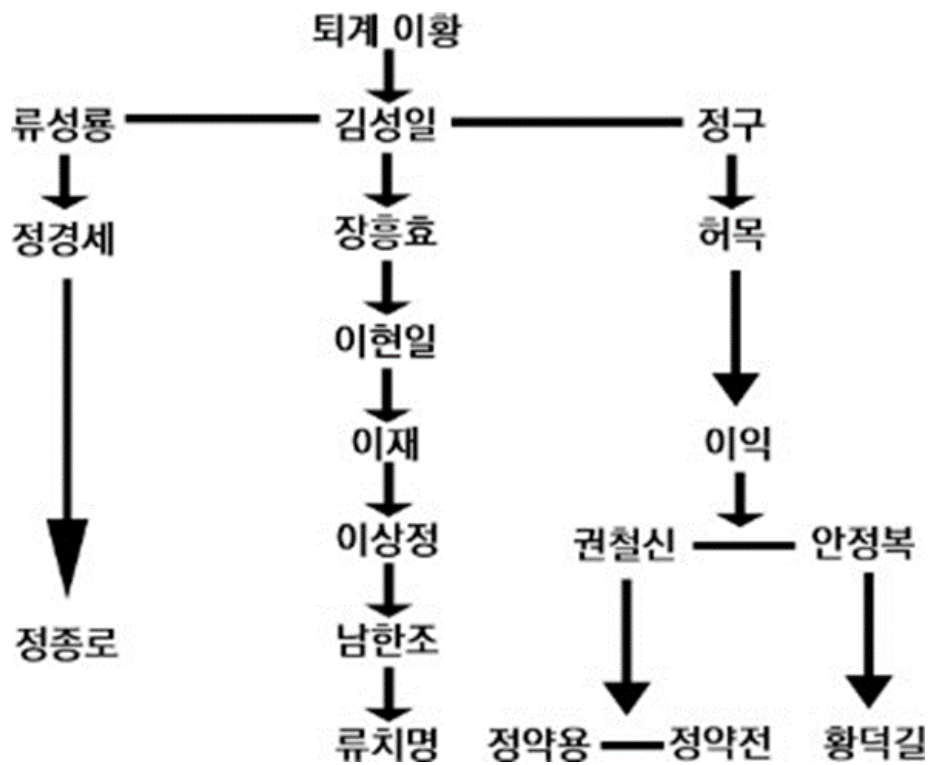 퇴계 이황
류성룡 김성일 정구
정경세 장흥효 허목
이현일
이재 이익
이상정 권철신 안정복
정종로 남한조
류치명 정약용 정약전 황덕길